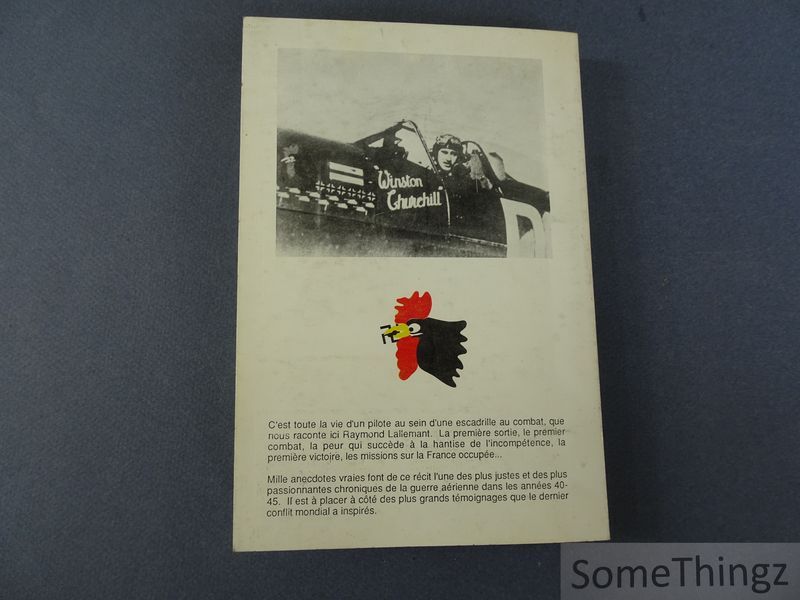 Winston
Churchill
C'est toute la vie d'un pilote au sein d'une escadrille au combat, que
nous raconte ici Raymond Lallemant. La première sortie, le premier
combat, la peur qui succède à la hantise de l'incompétence, la
première victoire, les missions sur la France occupée...
Mille anecdotes vraies font de ce récit l'une des plus justes et des plus
passionnantes chroniques de la guerre aérienne dans les années 40-
45. Il est à placer à côté des plus grands témoignages que le dernier
conflit mondial a inspirés.
SomeThingz